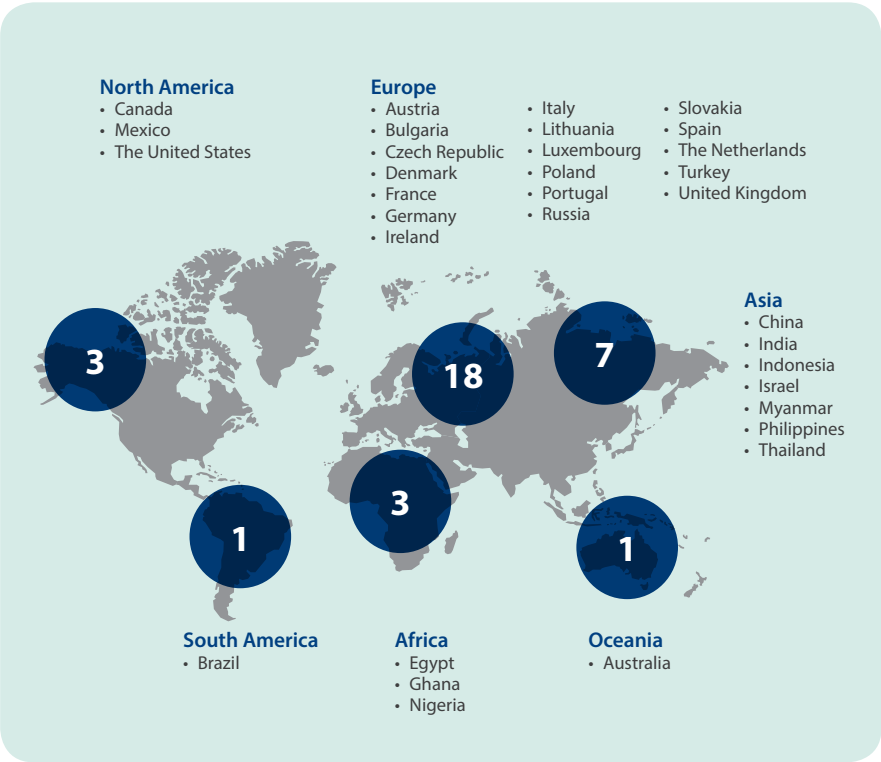 North America
• Canada
• Mexico
• The United States
Europe
• Austria
• Bulgaria
• Czech Republic
• Denmark
• France
• Germany
• Ireland
• Italy
• Lithuania
• Luxembourg
• Poland
• Portugal
• Russia
• Slovakia
• Spain
• The Netherlands
• Turkey
• United Kingdom
Asia
• China
• India
• Indonesia
• Israel
• Myanmar
• Philippines
• Thailand
3
18
7
1
3
1
South America
• Brazil
Africa
• Egypt
• Ghana
• Nigeria
Oceania
• Australia